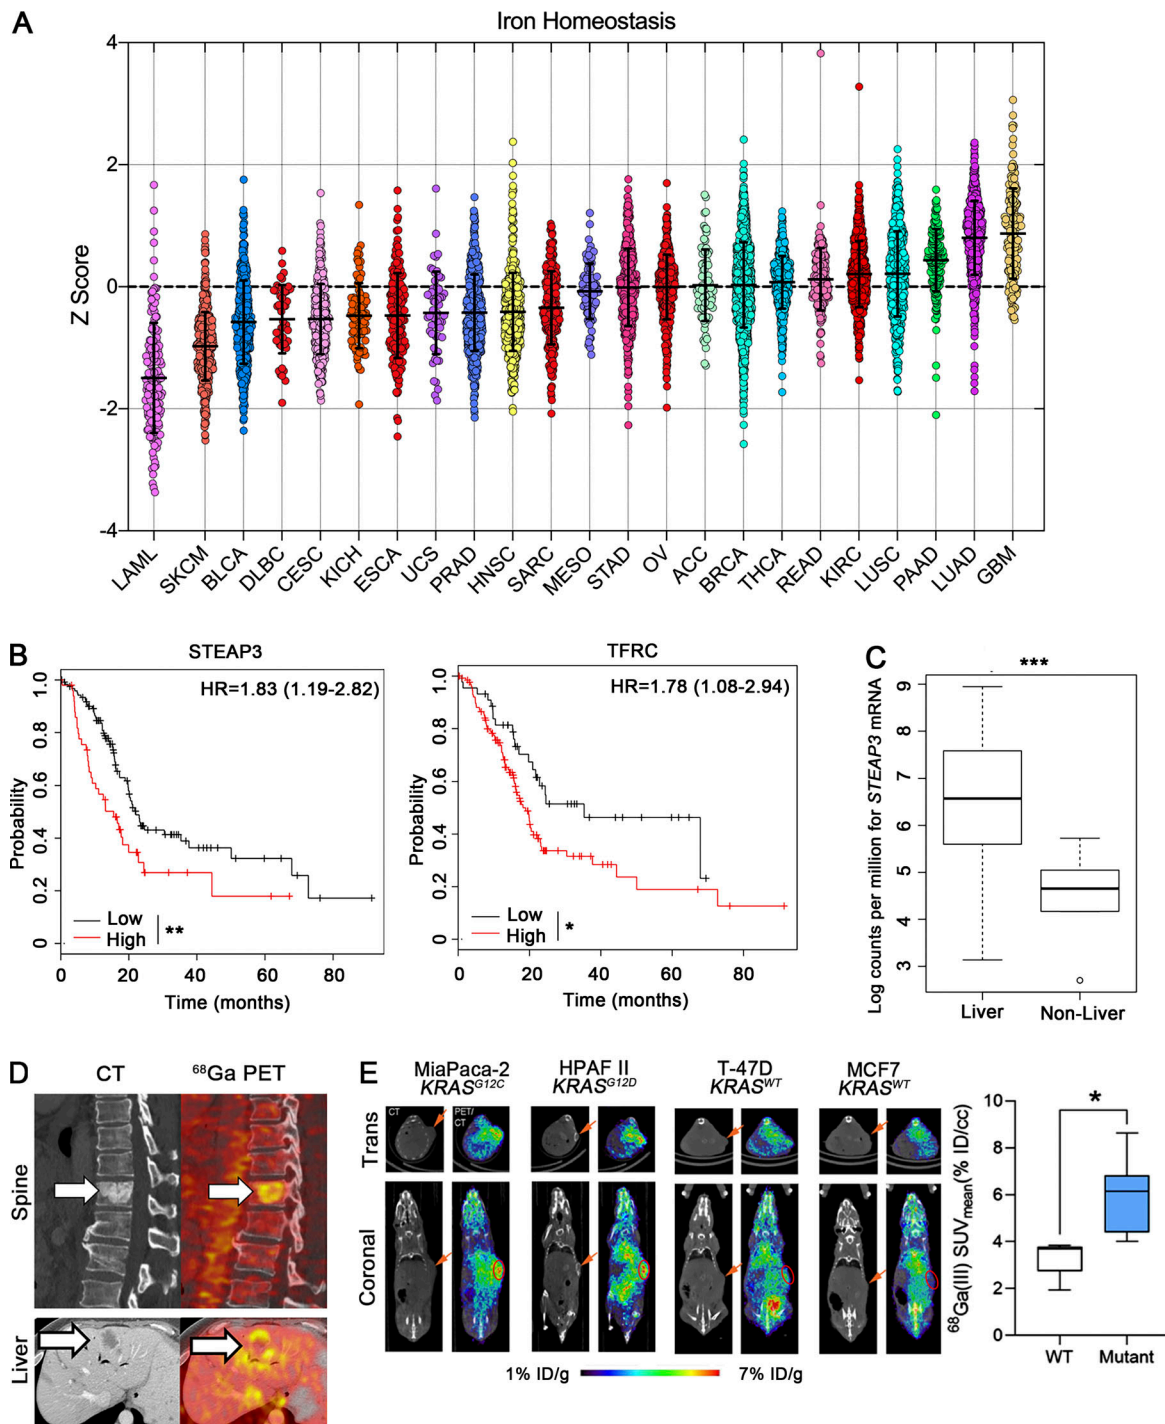 A
Iron Homeostasis
Z Score
4
2
0
-2
-4
LAML
SKCM
BLCA
DLBC
CESC
KICH
ESCA
UCS
PRAD
HNSC
SARC
MESO
STAD
OV
ACC
BRCA
THCA
READ
KIRC
LUSC
PAAD
LUAD
GBM
B
STEAP3
HR=1.83 (1.19-2.82)
Probability
1.0
0.8
0.6
0.4
0.2
0
Low
High
**
0 20 40 60 80
Time (months)
TFRC
HR=1.78 (1.08-2.94)
Probability
1.0
0.8
0.6
0.4
0.2
0
Low
High
*
0 20 40 60 80
Time (months)
C
***
Log counts per million for STEAP3 mRNA
9
8
7
6
5
4
3
Liver Non-Liver
D
CT 68Ga PET
Spine
Liver
E
MiaPaca-2 HPAF II T-47D MCF7
KRASG12C KRASG12D KRASWT KRASWT
CT PET/
CT
Trans
Coronal
1% ID/g 7% ID/g
68Ga(III) SUVmean(% ID/cc)
10
8
6
4
2
0
*
WT Mutant